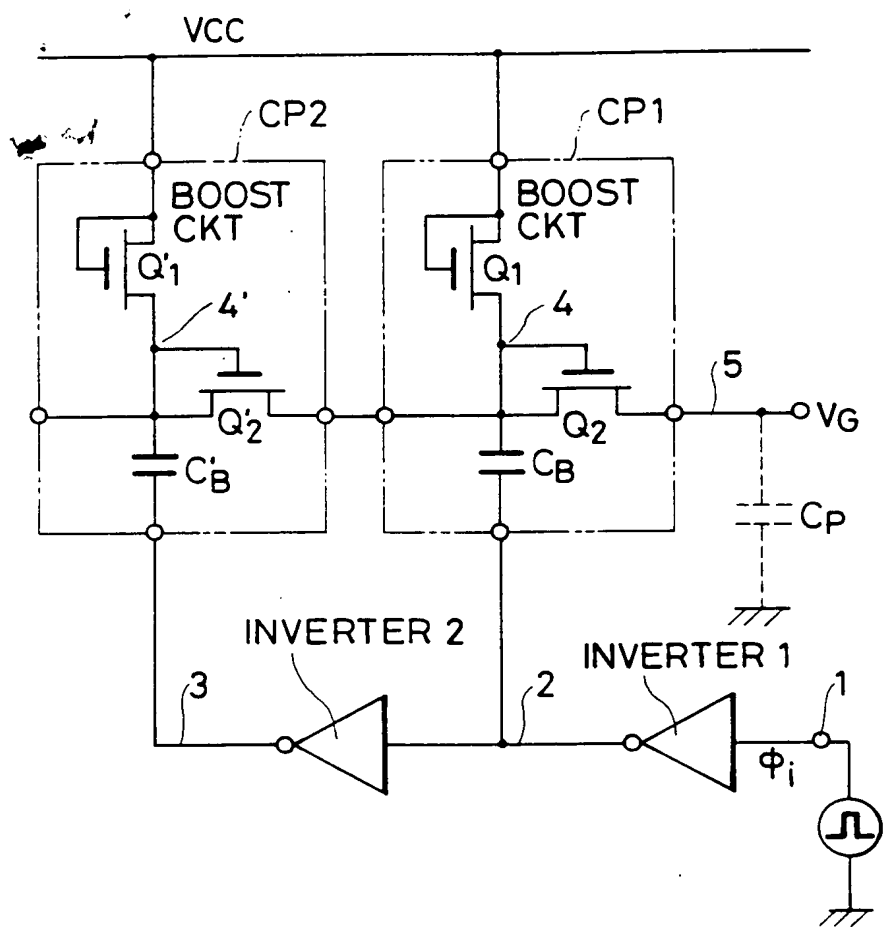 VCC
CP2
CP1
BOOST
CKT
BOOST
CKT
Q'1
Q1
4'
4
5
Q'2
Q2
VG
C'B
CB
CP
INVERTER 2
INVERTER 1
3
2
1
Φi